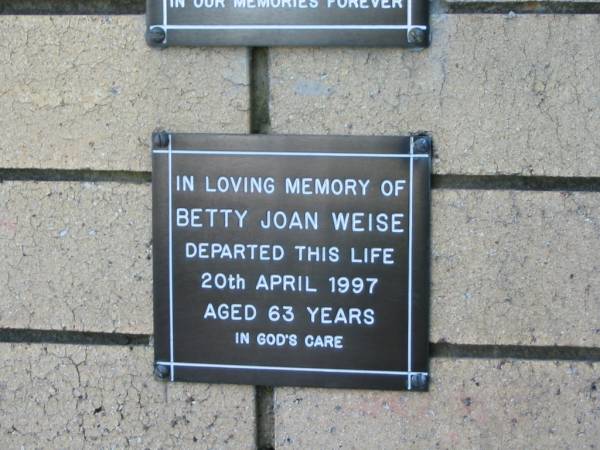 IN OUR MEMORIES FOREVER
IN LOVING MEMORY OF
BETTY JOAN WEISE
DEPARTED THIS LIFE
20th APRIL 1997
AGED 63 YEARS
IN GOD'S CARE